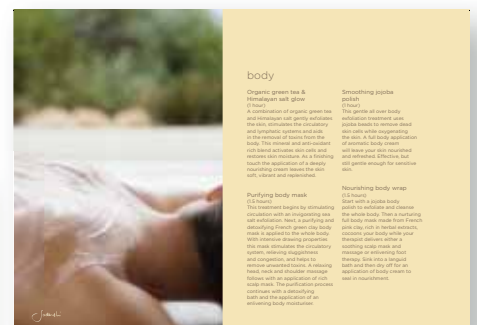 body
Organic green tea &
Himalayan salt glow
(1 hour)
A combination of organic green tea
and Himalayan salt gently exfoliates
the skin, stimulates the circulatory
and lymphatic systems and aids
in the removal of toxins from the
body. This mineral and anti-oxidant
rich blend activates skin cells and
restores skin moisture. As a finishing
touch the application of a deeply
nourishing cream leaves the skin
soft, vibrant and replenished.
Purifying body mask
(1.5 hours)
This treatment begins by stimulating
circulation with an invigorating sea
salt exfoliation. Next, a purifying and
detoxifying French green clay body
mask is applied to the whole body.
With intensive drawing properties
this mask stimulates the circulatory
system, relieving sluggishness
and congestion, and helps to
remove unwanted toxins. A relaxing
head, neck and shoulder massage
follows with an application of rich
scalp mask. The purification process
continues with a detoxifying
bath and the application of an
enlivening body moisturiser.
Smoothing jojoba
polish
(1 hour)
This gentle all over body
exfoliation treatment uses
jojoba beads to remove dead
skin cells while oxygenating
the skin. A full body application
of aromatic body cream
will leave your skin nourished
and refreshed. Effective, but
still gentle enough for sensitive
skin.
Nourishing body wrap
(1.5 hours)
Start with a jojoba body
polish to exfoliate and cleanse
the whole body. Then a nurturing
full body mask made from French
pink clay, rich in herbal extracts,
cocoons your body while your
therapist delivers either a
soothing scalp mask and
massage or enlivening foot
therapy. Sink into a languid
bath and then dry off for an
application of body cream to
seal in nourishment.